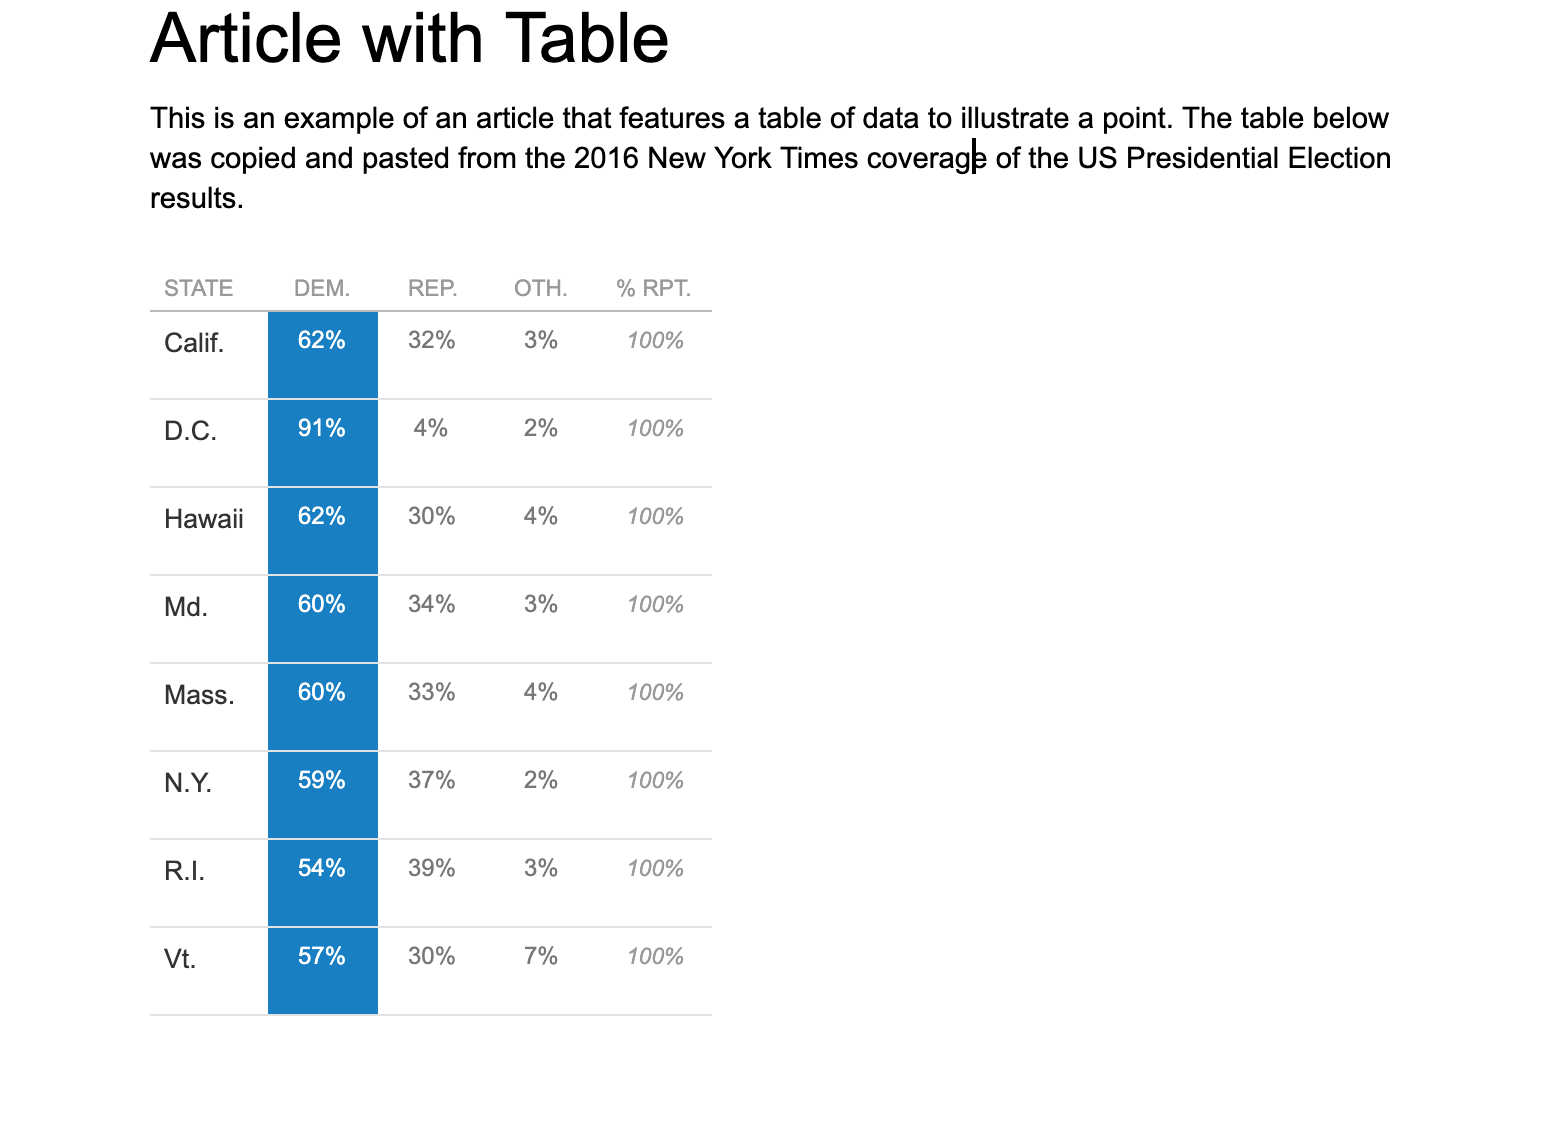 Article with Table
This is an example of an article that features a table of data to illustrate a point. The table below
was copied and pasted from the 2016 New York Times coverage of the US Presidential Election
results.
STATE DEM. REP. OTH. % RPT.
Calif. 62% 32% 3% 100%
D.C. 91% 4% 2% 100%
Hawaii 62% 30% 4% 100%
Md. 60% 34% 3% 100%
Mass. 60% 33% 4% 100%
N.Y. 59% 37% 2% 100%
R.I. 54% 39% 3% 100%
Vt. 57% 30% 7% 100%